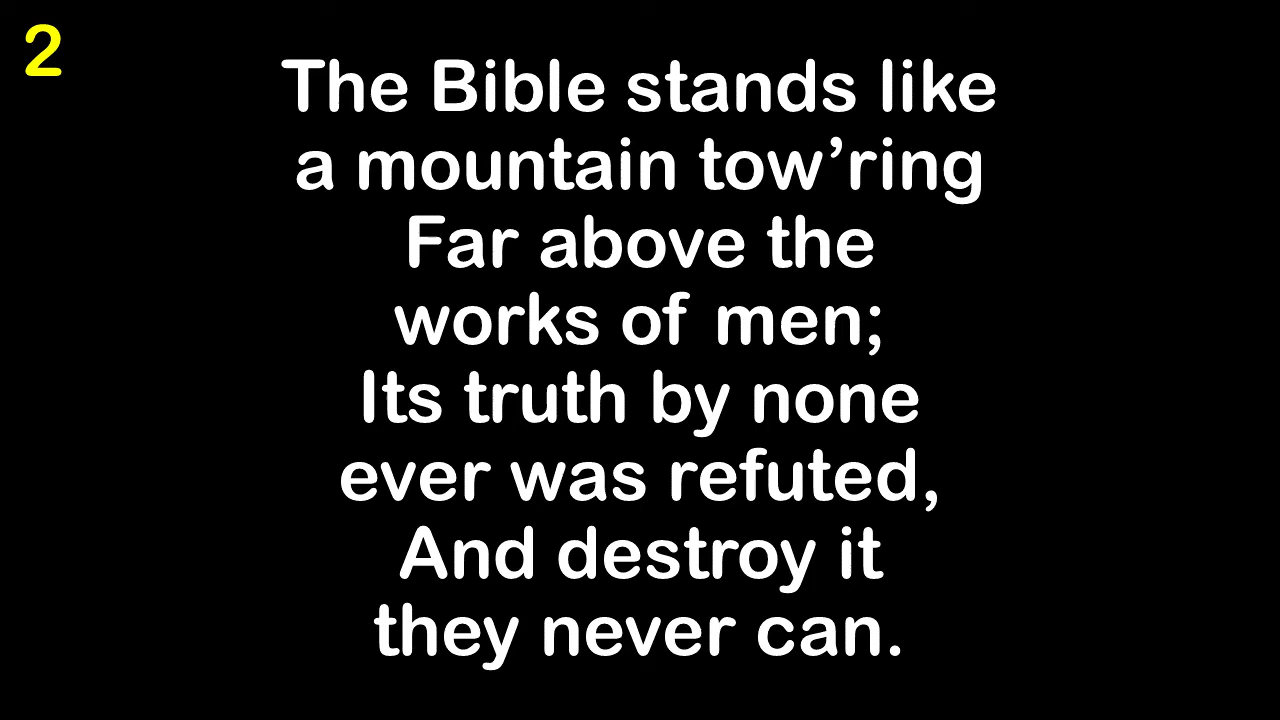 2
The Bible stands like
a mountain tow’ring
Far above the
works of men;
Its truth by none
ever was refuted,
And destroy it
they never can.